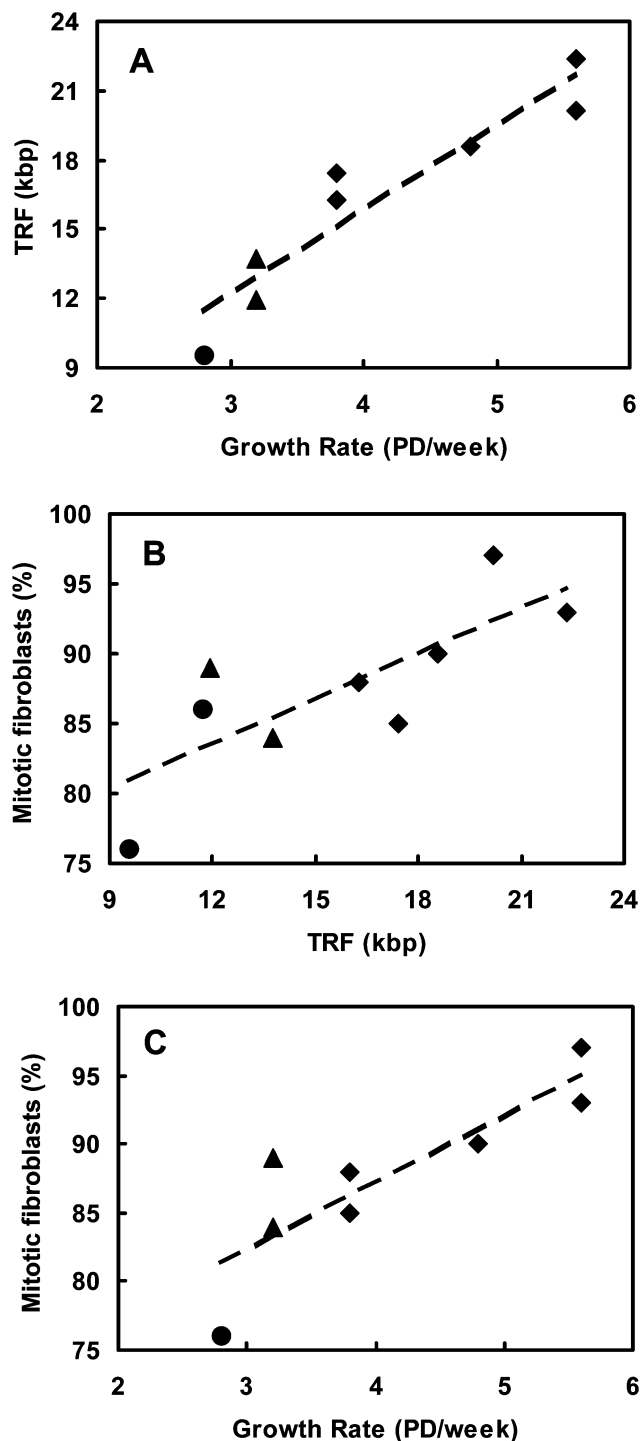 A
24
21
18
15
12
9
TRF (kbp)
2 3 4 5 6
Growth Rate (PD/week)
B
100
95
90
85
80
75
Mitotic fibroblasts (%)
9 12 15 18 21 24
TRF (kbp)
C
100
95
90
85
80
75
Mitotic fibroblasts (%)
2 3 4 5 6
Growth Rate (PD/week)